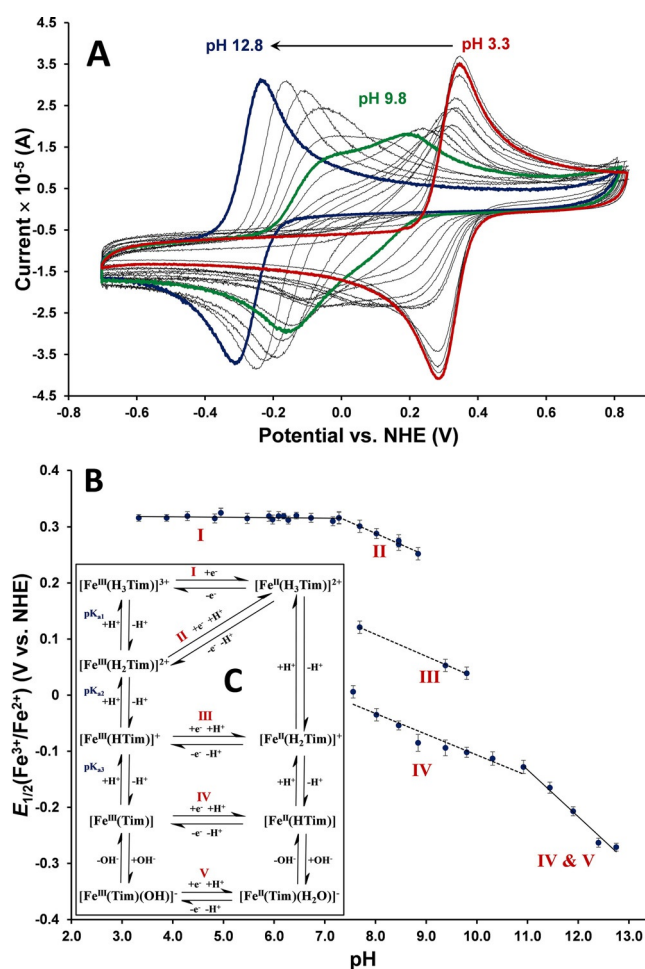 A
pH 12.8
pH 3.3
pH 9.8
4.5
3.5
2.5
1.5
0.5
-0.5
-1.5
-2.5
-3.5
-4.5
Current × 10⁻⁵ (A)
-0.8 -0.6 -0.4 -0.2 0.0 0.2 0.4 0.6 0.8
Potential vs. NHE (V)
B
0.4
0.3
0.2
0.1
0
-0.1
-0.2
-0.3
-0.4
E₁/₂(Fe³⁺/Fe²⁺) (V vs. NHE)
I
II
III
IV
IV & V
C
I
+e⁻
[Feᴵᴵᴵ(H₃Tim)]³⁺ [Feᴵᴵ(H₃Tim)]²⁺
-e⁻
pKₐ₁
+H⁺ -H⁺
II
+e⁻ +H⁺
-e⁻ -H⁺
[Feᴵᴵᴵ(H₂Tim)]²⁺
+H⁺ -H⁺
pKₐ₂
+H⁺ -H⁺
III
+e⁻ +H⁺
[Feᴵᴵᴵ(HTim)]⁺ [Feᴵᴵ(H₂Tim)]⁺
-e⁻ -H⁺
pKₐ₃
+H⁺ -H⁺ +H⁺ -H⁺
IV
+e⁻ +H⁺
[Feᴵᴵᴵ(Tim)] [Feᴵᴵ(HTim)]
-e⁻ -H⁺
-OH⁻ +OH⁻ -OH⁻ +OH⁻
V
+e⁻ +H⁺
[Feᴵᴵᴵ(Tim)(OH)]⁻ [Feᴵᴵ(Tim)(H₂O)]⁻
-e⁻ -H⁺
2.0 3.0 4.0 5.0 6.0 7.0 8.0 9.0 10.0 11.0 12.0 13.0
pH